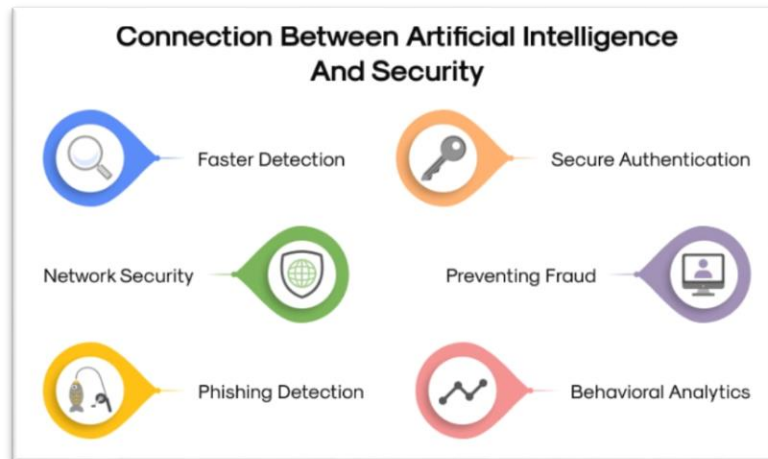 Connection Between Artificial Intelligence
And Security
Faster Detection
Secure Authentication
Network Security
Preventing Fraud
Phishing Detection
Behavioral Analytics